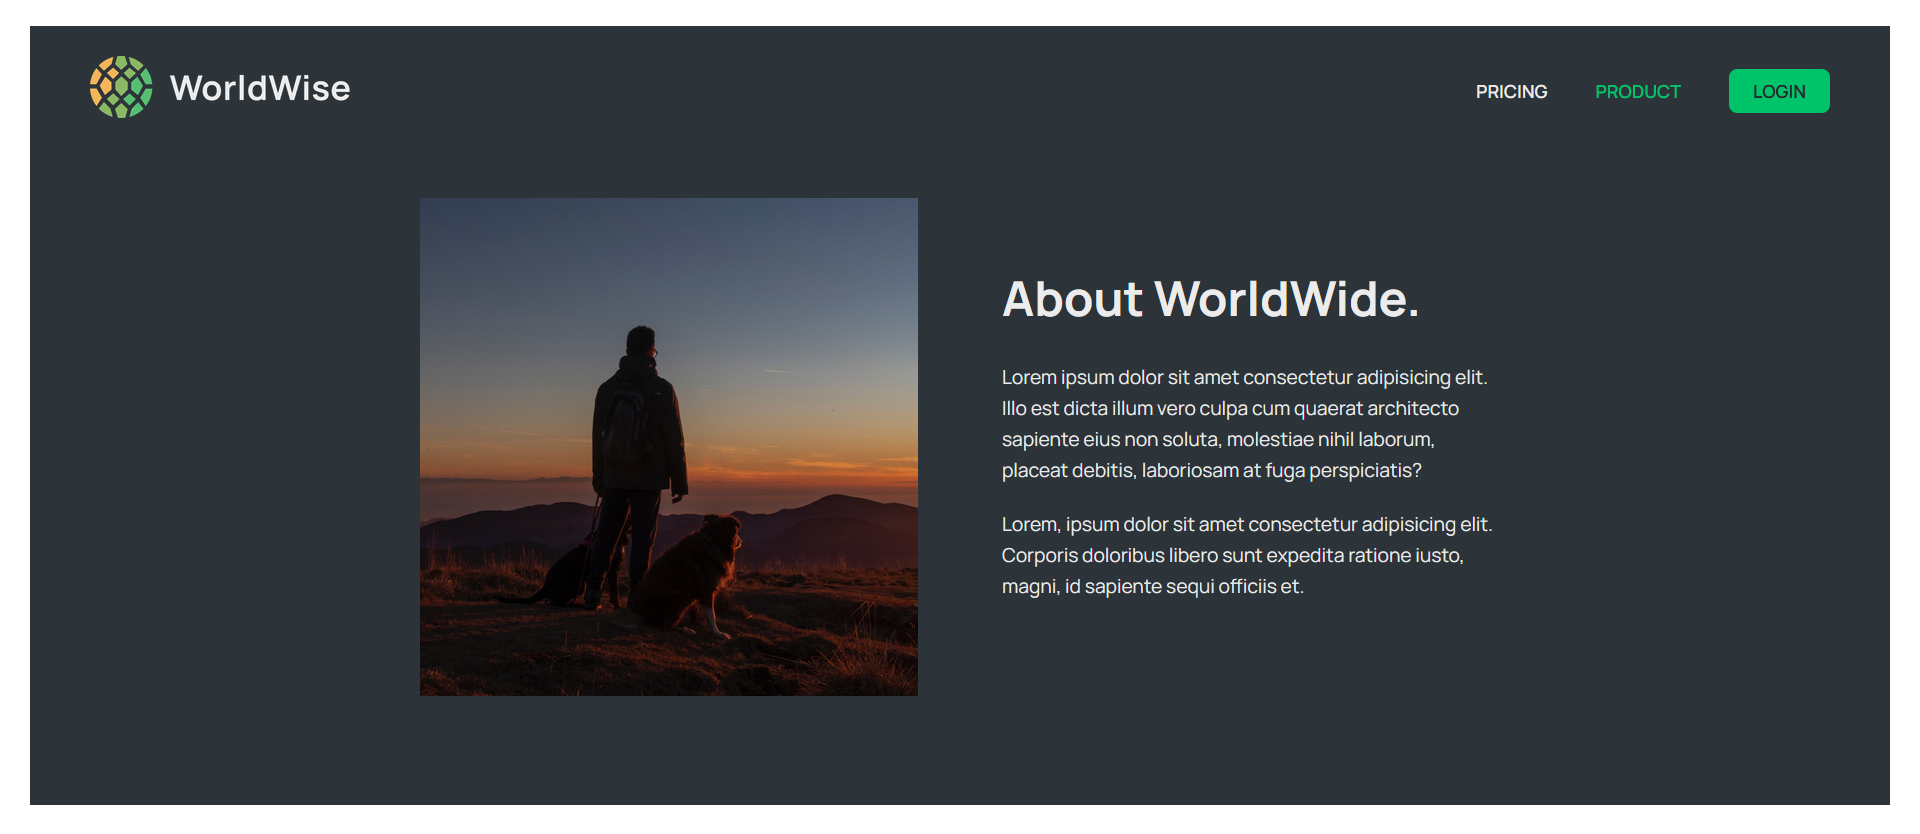 WorldWise
PRICING
PRODUCT
LOGIN
About WorldWide.
Lorem ipsum dolor sit amet consectetur adipisicing elit.
Illo est dicta illum vero culpa cum quaerat architecto
sapiente eius non soluta, molestiae nihil laborum,
placeat debitis, laboriosam at fuga perspiciatis?
Lorem, ipsum dolor sit amet consectetur adipisicing elit.
Corporis doloribus libero sunt expedita ratione iusto,
magni, id sapiente sequi officiis et.